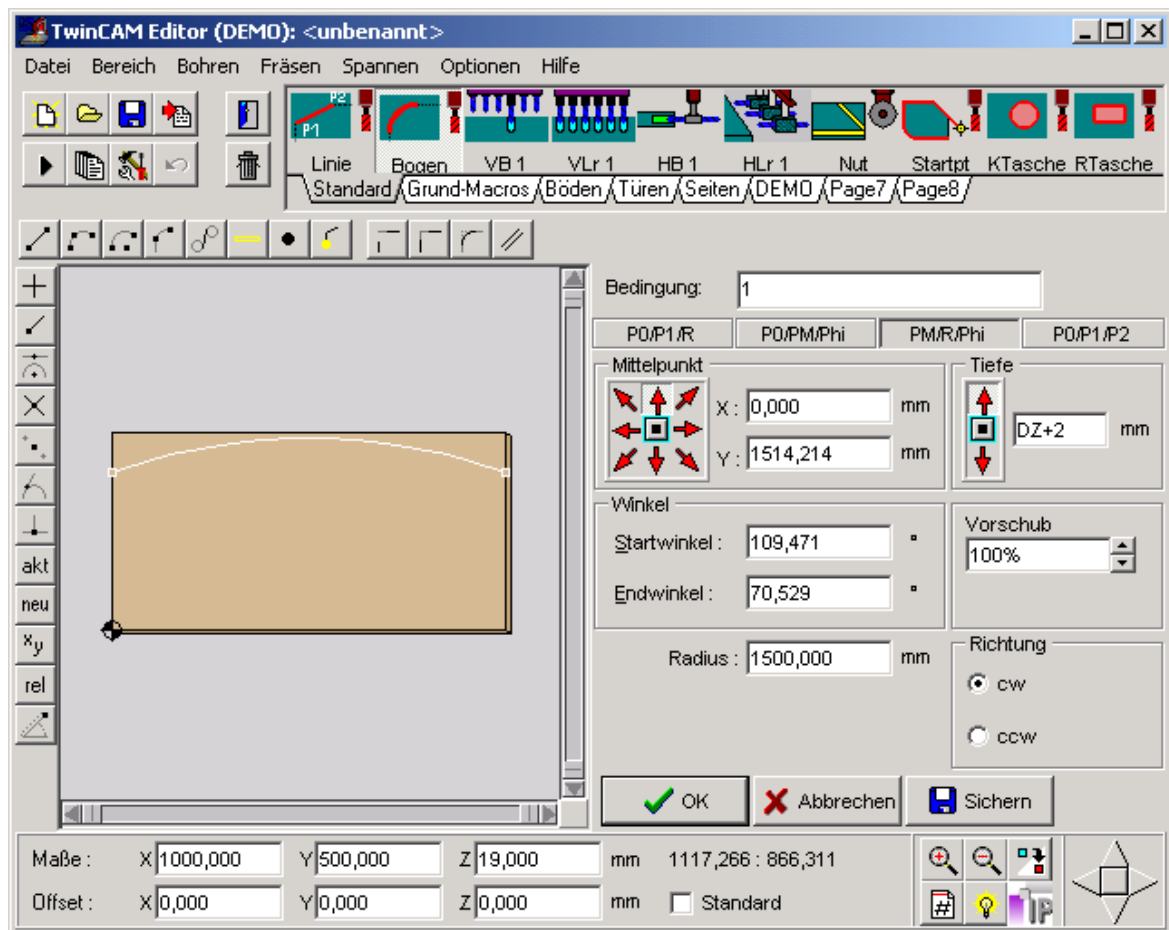 TwinCAM Editor (DEMO): <unbenannt>
Datei Bereich Bohren Fräsen Spannen Optionen Hilfe
P2
P1
Linie Bogen VB 1 VLr 1 HB 1 HLr 1 Nut Startpt KTasche RTasche
Standard Grund-Macros Böden Türen Seiten DEMO Page7 Page8
Bedingung: 1
P0/P1/R P0/PM/Phi PM/R/Phi P0/P1/P2
Mittelpunkt Tiefe
X : 0,000 mm
DZ+2 mm
Y : 1514,214 mm
Winkel
Startwinkel : 109,471 °
Vorschub
100%
Endwinkel : 70,529 °
Radius : 1500,000 mm
Richtung
cw
ccw
akt
neu
xy
rel
OK Abbrechen Sichern
Maße : X 1000,000 Y 500,000 Z 19,000 mm 1117,266 : 866,311
Offset : X 0,000 Y 0,000 Z 0,000 mm Standard
# IP